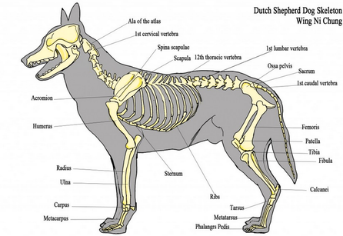 Dutch Shepherd Dog Skeleton
Wing Ni Chung
Ala of the atlas
1st cervical vertebra
Spina scapulae
Scapula
12th thoracic vertebra
1st lumbar vertebra
Ossa pelvis
Sacrum
1st caudal vertebra
Acromion
Humerus
Radius
Ulna
Carpus
Metacarpus
Sternum
Ribs
Femoris
Patella
Tibia
Fibula
Calcanei
Tarsus
Metatarsus
Phalanges Pedis